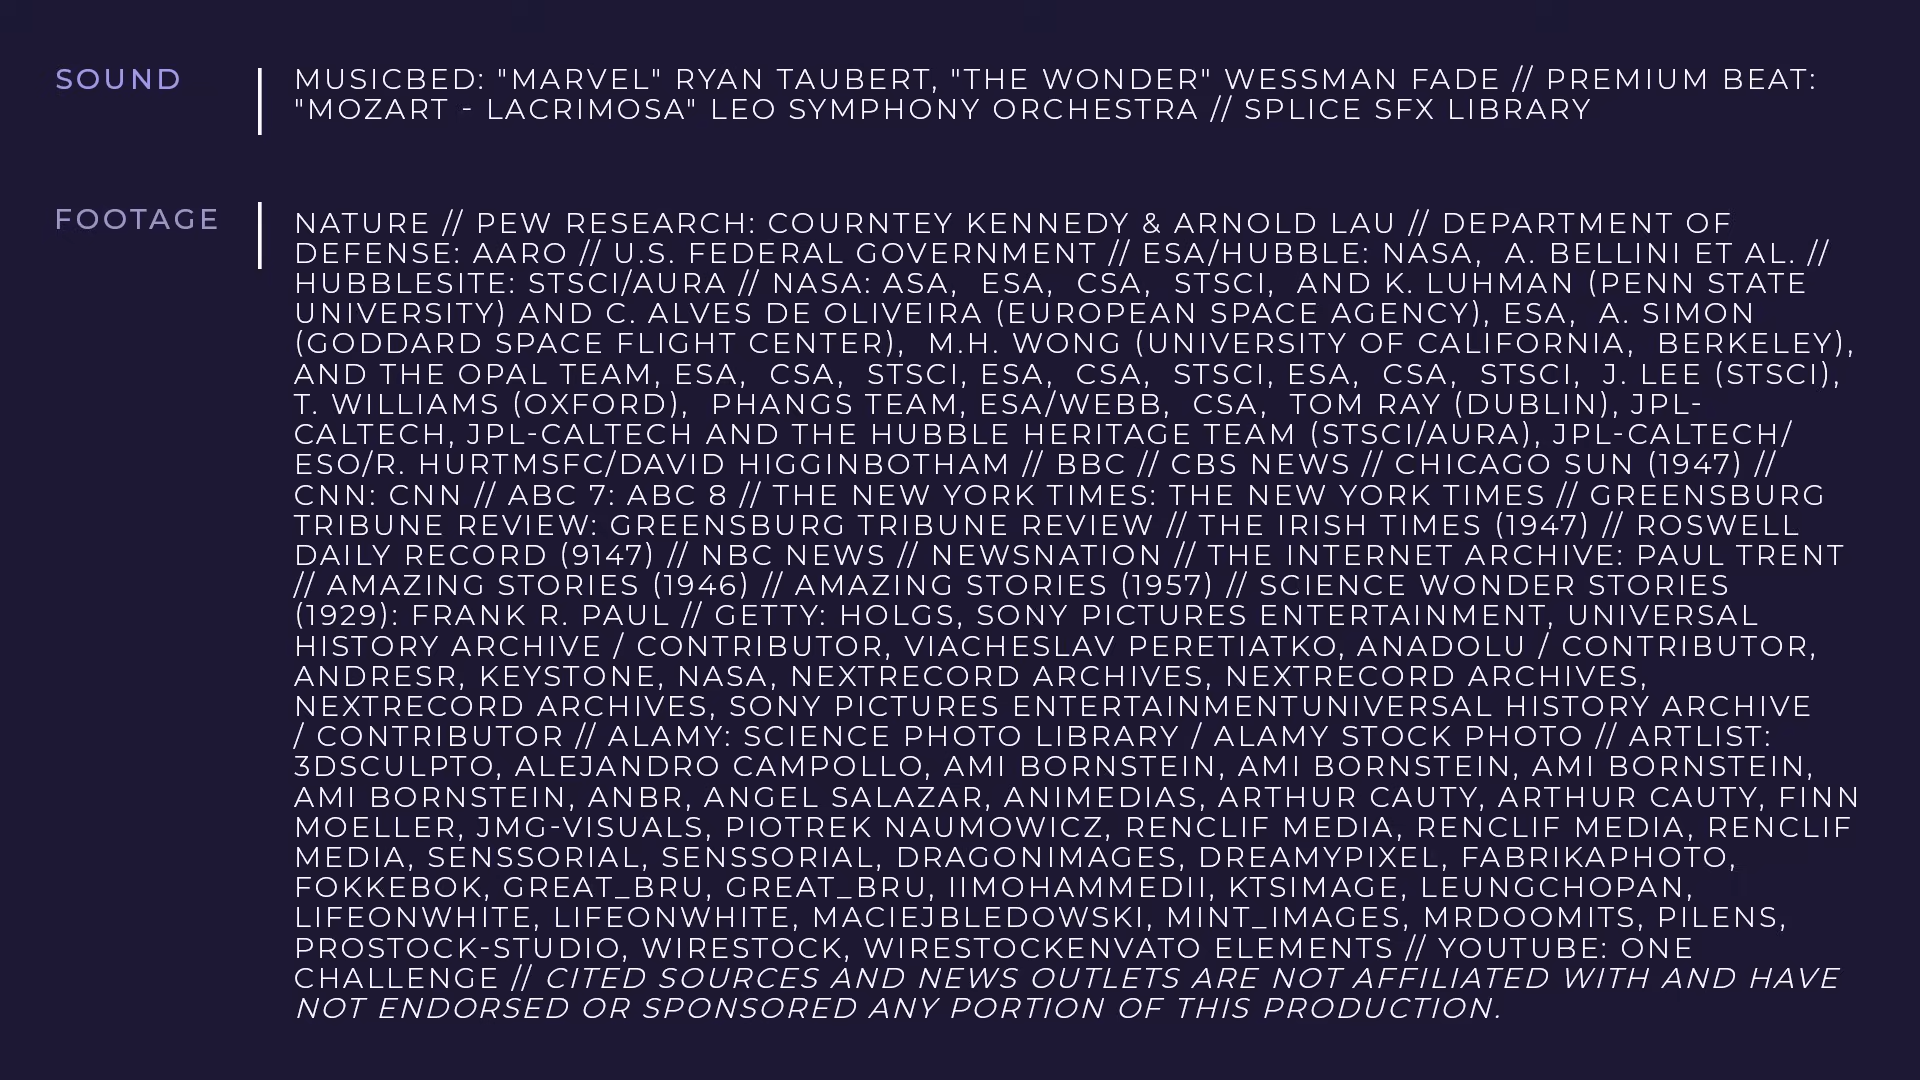 SOUND
MUSICBED: "MARVEL" RYAN TAUBERT, "THE WONDER" WESSMAN FADE // PREMIUM BEAT:
"MOZART - LACRIMOSA" LEO SYMPHONY ORCHESTRA // SPLICE SFX LIBRARY
FOOTAGE
NATURE // PEW RESEARCH: COURNTEY KENNEDY & ARNOLD LAU // DEPARTMENT OF
DEFENSE: AARO // U.S. FEDERAL GOVERNMENT // ESA/HUBBLE: NASA,  A. BELLINI ET AL. //
HUBBLESITE: STSCI/AURA // NASA: ASA,  ESA,  CSA,  STSCI,  AND K. LUHMAN (PENN STATE
UNIVERSITY) AND C. ALVES DE OLIVEIRA (EUROPEAN SPACE AGENCY), ESA,  A. SIMON
(GODDARD SPACE FLIGHT CENTER),  M.H. WONG (UNIVERSITY OF CALIFORNIA,  BERKELEY),
AND THE OPAL TEAM, ESA,  CSA,  STSCI, ESA,  CSA,  STSCI, ESA,  CSA,  STSCI,  J. LEE (STSCI),
T. WILLIAMS (OXFORD),  PHANGS TEAM, ESA/WEBB,  CSA,  TOM RAY (DUBLIN), JPL-
CALTECH, JPL-CALTECH AND THE HUBBLE HERITAGE TEAM (STSCI/AURA), JPL-CALTECH/
ESO/R. HURTMSFC/DAVID HIGGINBOTHAM // BBC // CBS NEWS // CHICAGO SUN (1947) //
CNN: CNN // ABC 7: ABC 8 // THE NEW YORK TIMES: THE NEW YORK TIMES // GREENSBURG
TRIBUNE REVIEW: GREENSBURG TRIBUNE REVIEW // THE IRISH TIMES (1947) // ROSWELL
DAILY RECORD (9147) // NBC NEWS // NEWSNATION // THE INTERNET ARCHIVE: PAUL TRENT
// AMAZING STORIES (1946) // AMAZING STORIES (1957) // SCIENCE WONDER STORIES
(1929): FRANK R. PAUL // GETTY: HOLGS, SONY PICTURES ENTERTAINMENT, UNIVERSAL
HISTORY ARCHIVE / CONTRIBUTOR, VIACHESLAV PERETIATKO, ANADOLU / CONTRIBUTOR,
ANDRESR, KEYSTONE, NASA, NEXTRECORD ARCHIVES, NEXTRECORD ARCHIVES,
NEXTRECORD ARCHIVES, SONY PICTURES ENTERTAINMENTUNIVERSAL HISTORY ARCHIVE
/ CONTRIBUTOR // ALAMY: SCIENCE PHOTO LIBRARY / ALAMY STOCK PHOTO // ARTLIST:
3DSCULPTO, ALEJANDRO CAMPOLLO, AMI BORNSTEIN, AMI BORNSTEIN, AMI BORNSTEIN,
AMI BORNSTEIN, ANBR, ANGEL SALAZAR, ANIMEDIAS, ARTHUR CAUTY, ARTHUR CAUTY, FINN
MOELLER, JMG-VISUALS, PIOTREK NAUMOWICZ, RENCLIF MEDIA, RENCLIF MEDIA, RENCLIF
MEDIA, SENSSORIAL, SENSSORIAL, DRAGONIMAGES, DREAMYPIXEL, FABRIKAPHOTO,
FOKKEBOK, GREAT_BRU, GREAT_BRU, IIMOHAMMEDII, KTSIMAGE, LEUNGCHOPAN,
LIFEONWHITE, LIFEONWHITE, MACIEJBLEDOWSKI, MINT_IMAGES, MRDOOMITS, PILENS,
PROSTOCK-STUDIO, WIRESTOCK, WIRESTOCKENVATO ELEMENTS // YOUTUBE: ONE
CHALLENGE // CITED SOURCES AND NEWS OUTLETS ARE NOT AFFILIATED WITH AND HAVE
NOT ENDORSED OR SPONSORED ANY PORTION OF THIS PRODUCTION.